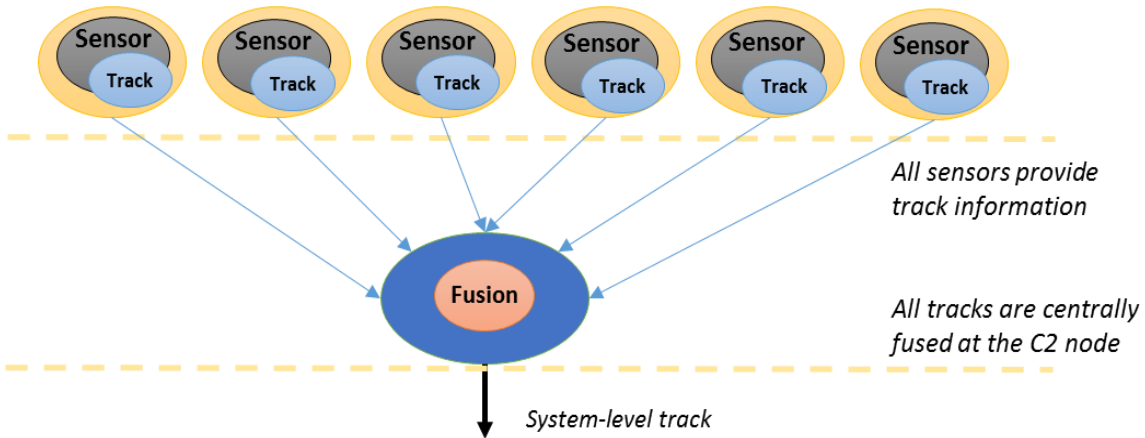 Sensor Sensor Sensor Sensor Sensor Sensor
Track Track Track Track Track Track
All sensors provide
track information
Fusion
All tracks are centrally
fused at the C2 node
System-level track